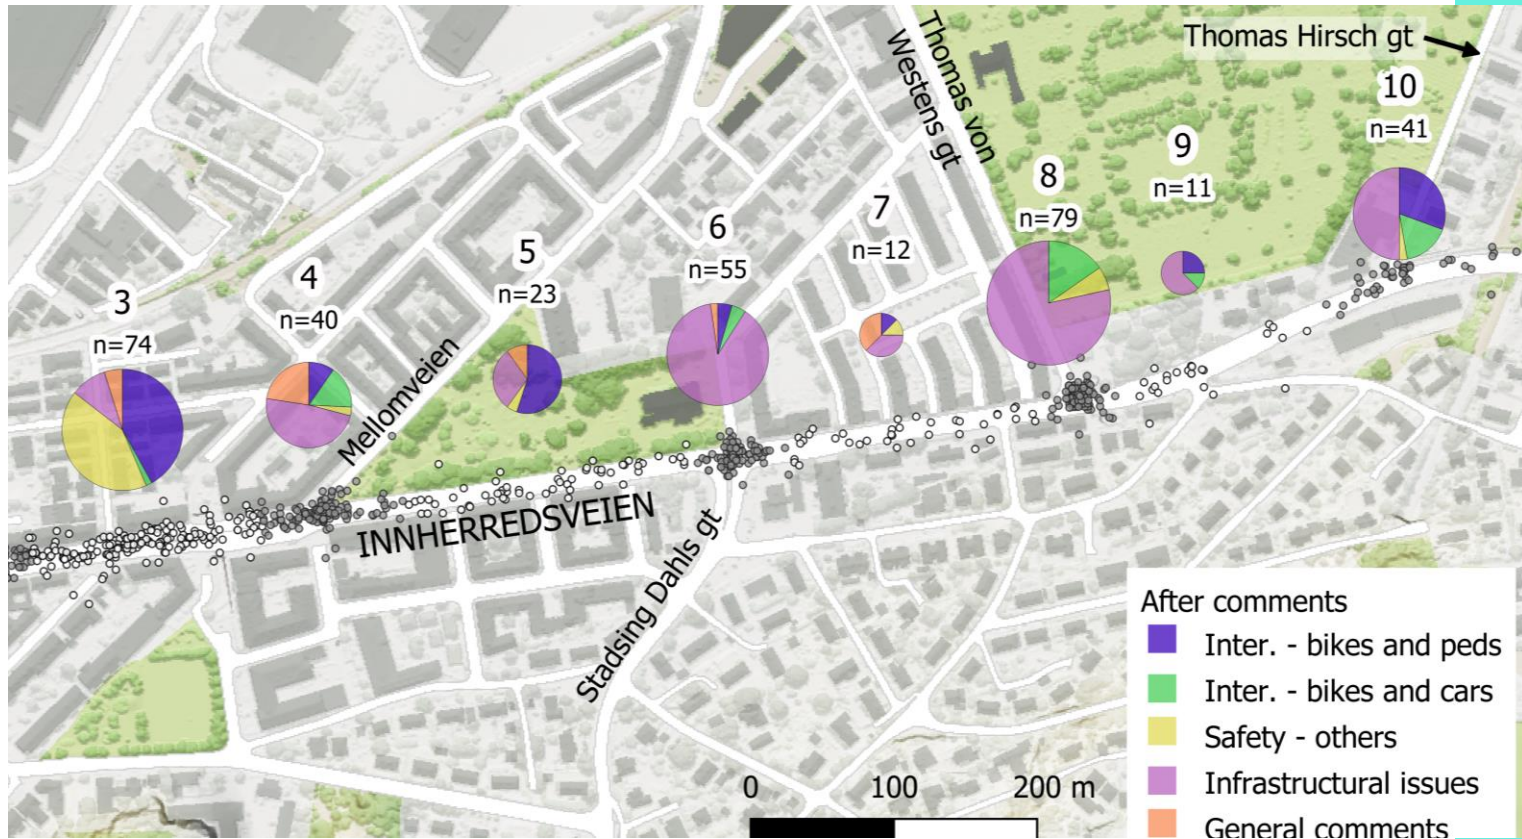 Thomas Hirsch gt
10
n=41
Thomas von
Westens gt
9
n=11
8
n=79
7
n=12
6
n=55
5
n=23
4
n=40
3
n=74
Mellomveien
INNHERREDSVEIEN
Stadsing Dahls gt
After comments
Inter. - bikes and peds
Inter. - bikes and cars
Safety - others
Infrastructural issues
General comments
0 100 200 m